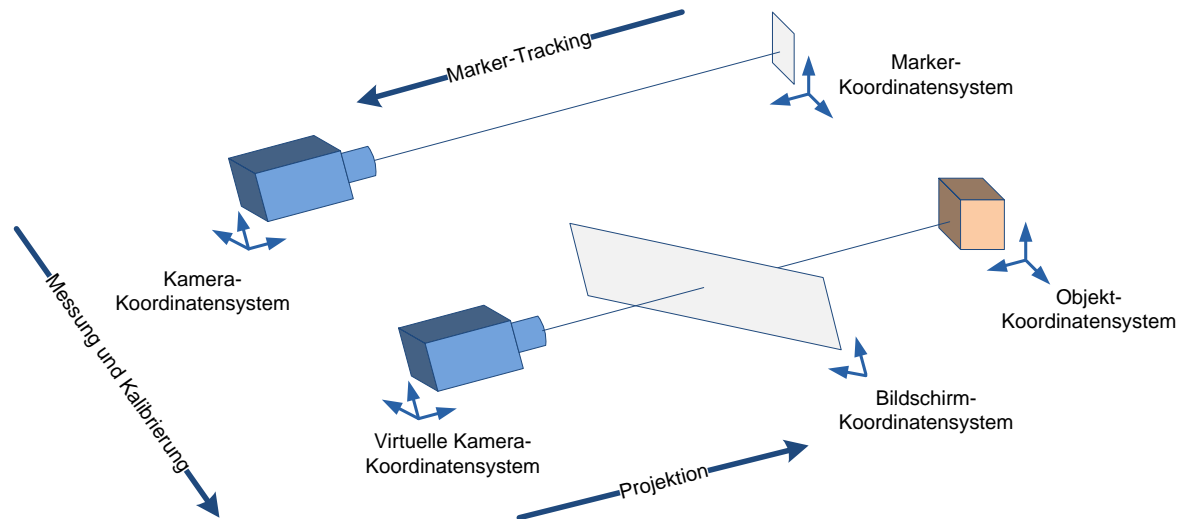 Marker-Tracking
Marker-
Koordinatensystem
Kamera-
Koordinatensystem
Objekt-
Koordinatensystem
Messung und Kalibrierung
Bildschirm-
Koordinatensystem
Virtuelle Kamera-
Koordinatensystem
Projektion